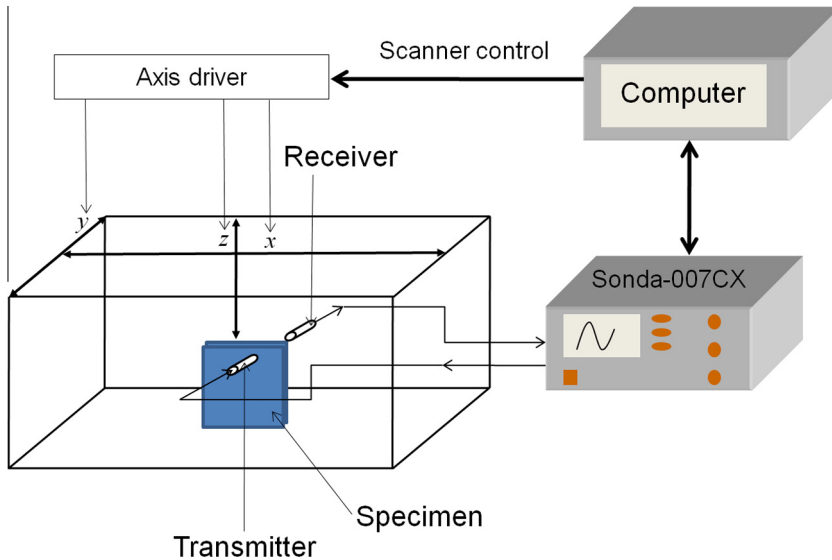 Scanner control
Axis driver
Computer
Receiver
y
z
x
Sonda-007CX
Specimen
Transmitter